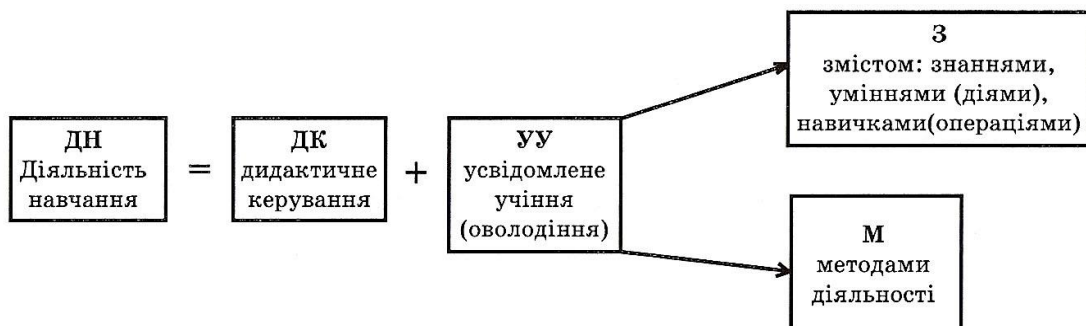 ДН
Діяльність
навчання
=
ДК
дидактичне
керування
+
УУ
усвідомлене
учіння
(оволодіння)
З
змістом: знаннями,
уміннями (діями),
навичками(операціями)
М
методами
діяльності